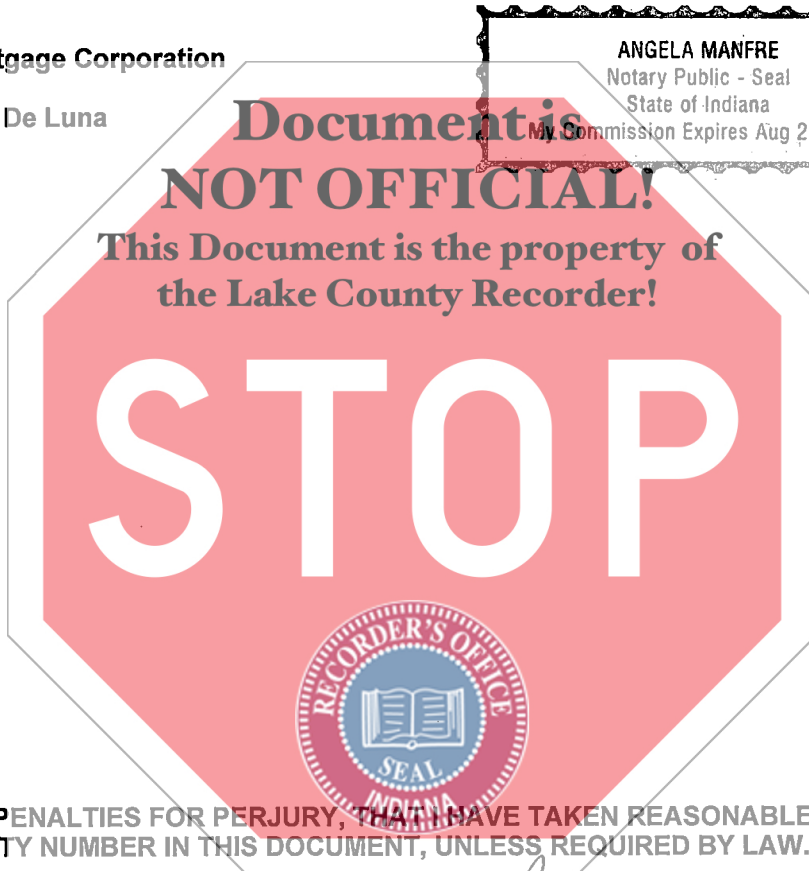 tgage Corporation
ANGELA MANFRE
Notary Public - Seal
State of Indiana
My Commission Expires Aug 2
De Luna
Document is
NOT OFFICIAL!
This Document is the property of
the Lake County Recorder!
STOP
RECORDER'S OFFICE
SEAL
INDIANA
PENALTIES FOR PERJURY, THAT I HAVE TAKEN REASONABLE
TY NUMBER IN THIS DOCUMENT, UNLESS REQUIRED BY LAW.